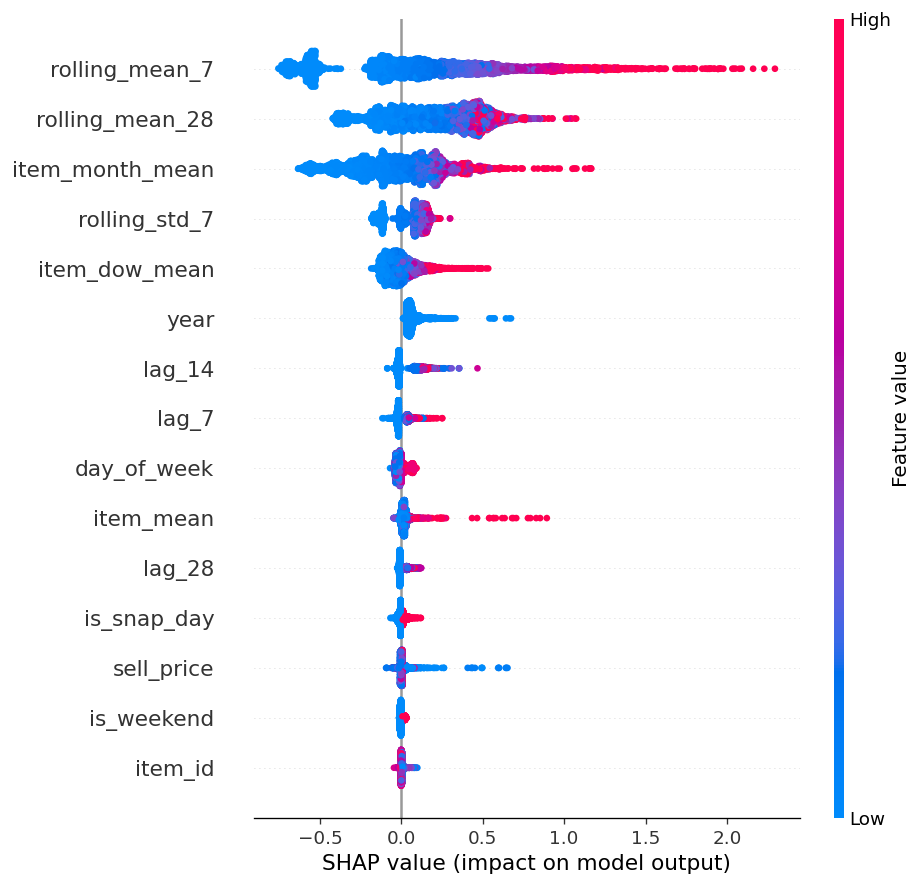 High
rolling_mean_7
rolling_mean_28
item_month_mean
rolling_std_7
item_dow_mean
year
lag_14
lag_7
day_of_week
item_mean
lag_28
is_snap_day
sell_price
is_weekend
item_id
Feature value
Low
−0.5 0.0 0.5 1.0 1.5 2.0
SHAP value (impact on model output)